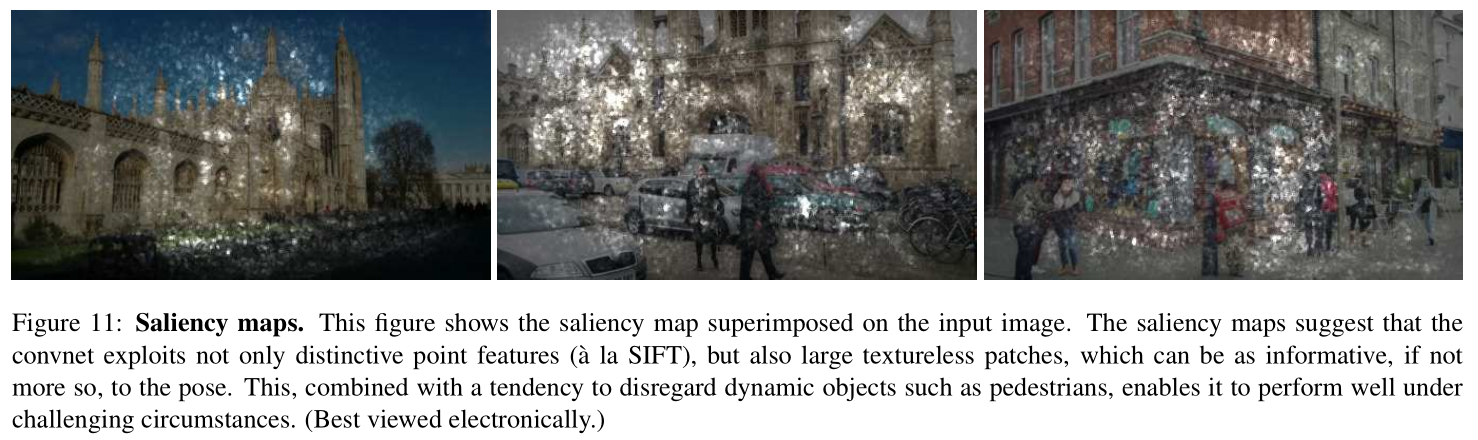 Figure 11: Saliency maps. This figure shows the saliency map superimposed on the input image. The saliency maps suggest that the
convnet exploits not only distinctive point features (à la SIFT), but also large textureless patches, which can be as informative, if not
more so, to the pose. This, combined with a tendency to disregard dynamic objects such as pedestrians, enables it to perform well under
challenging circumstances. (Best viewed electronically.)